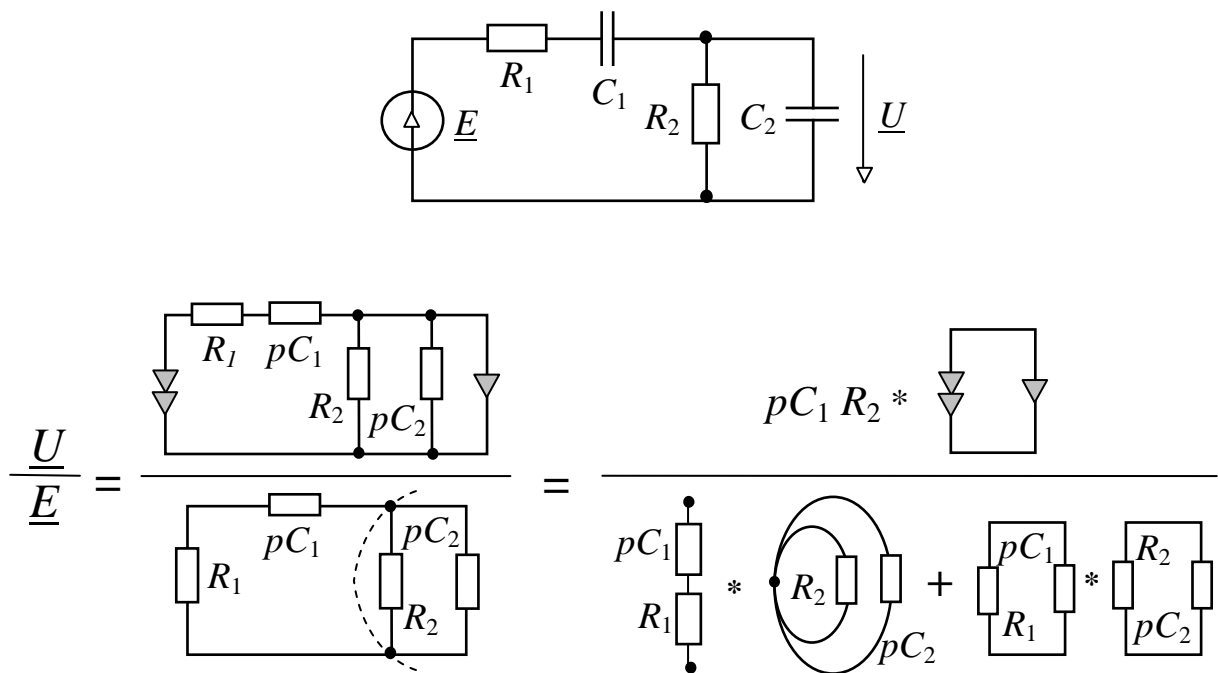 R₁
C₁
E
R₂
C₂
U
R₁
pC₁
R₂
pC₂
pC₁ R₂ *
U
E
=
=
pC₁
pC₂
R₁
R₂
pC₁
R₁
*
R₂
pC₂
+
pC₁
R₁
*
R₂
pC₂